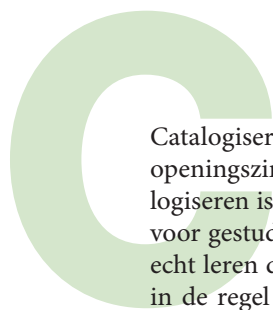 C
Catalogiser
openingszin
logiseren is
voor gestud
echt leren d
in de regel